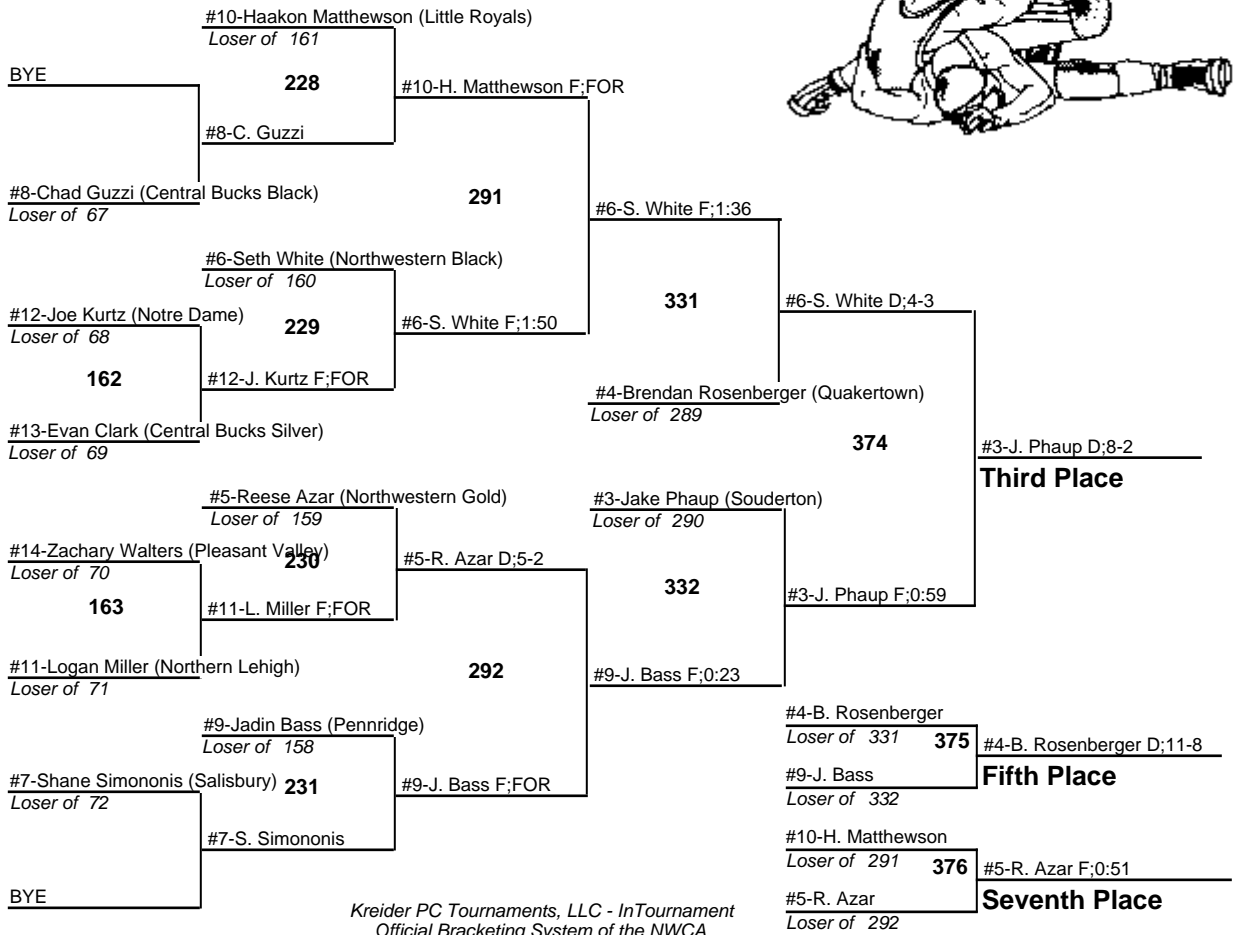 #10-Haakon Matthewson (Little Royals)
Loser of 161
BYE
228
#10-H. Matthewson F;FOR
#8-C. Guzzi
#8-Chad Guzzi (Central Bucks Black)
Loser of 67
291
#6-S. White F;1:36
#6-Seth White (Northwestern Black)
Loser of 160
#12-Joe Kurtz (Notre Dame)
Loser of 68
229
#6-S. White F;1:50
331
#6-S. White D;4-3
162
#12-J. Kurtz F;FOR
#4-Brendan Rosenberger (Quakertown)
Loser of 289
#13-Evan Clark (Central Bucks Silver)
Loser of 69
374
#3-J. Phaup D;8-2
Third Place
#5-Reese Azar (Northwestern Gold)
Loser of 159
#3-Jake Phaup (Souderton)
Loser of 290
#14-Zachary Walters (Pleasant Valley)
Loser of 70
230
#5-R. Azar D;5-2
332
163
#11-L. Miller F;FOR
#3-J. Phaup F;0:59
#11-Logan Miller (Northern Lehigh)
Loser of 71
292
#9-J. Bass F;0:23
#9-Jadin Bass (Pennridge)
Loser of 158
#4-B. Rosenberger
Loser of 331
375
#4-B. Rosenberger D;11-8
Fifth Place
#7-Shane Simononis (Salisbury)
Loser of 72
231
#9-J. Bass F;FOR
#9-J. Bass
Loser of 332
#7-S. Simononis
#10-H. Matthewson
Loser of 291
376
#5-R. Azar F;0:51
Seventh Place
BYE
#5-R. Azar
Loser of 292
Kreider PC Tournaments, LLC - InTournament
Official Bracketing System of the NWCA